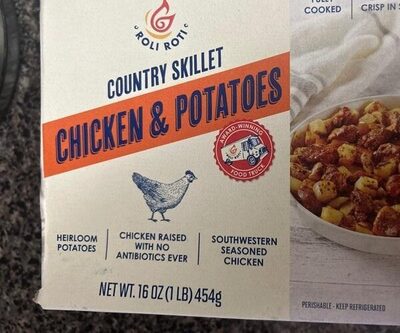 ROLI ROTI
FULLY
COOKED
CRISP IN S
COUNTRY SKILLET
CHICKEN & POTATOES
AWARD-WINNING
FOOD TRUCK
HEIRLOOM
POTATOES
CHICKEN RAISED
WITH NO
ANTIBIOTICS EVER
SOUTHWESTERN
SEASONED
CHICKEN
NET WT. 16 OZ (1 LB) 454g
PERISHABLE - KEEP REFRIGERATED